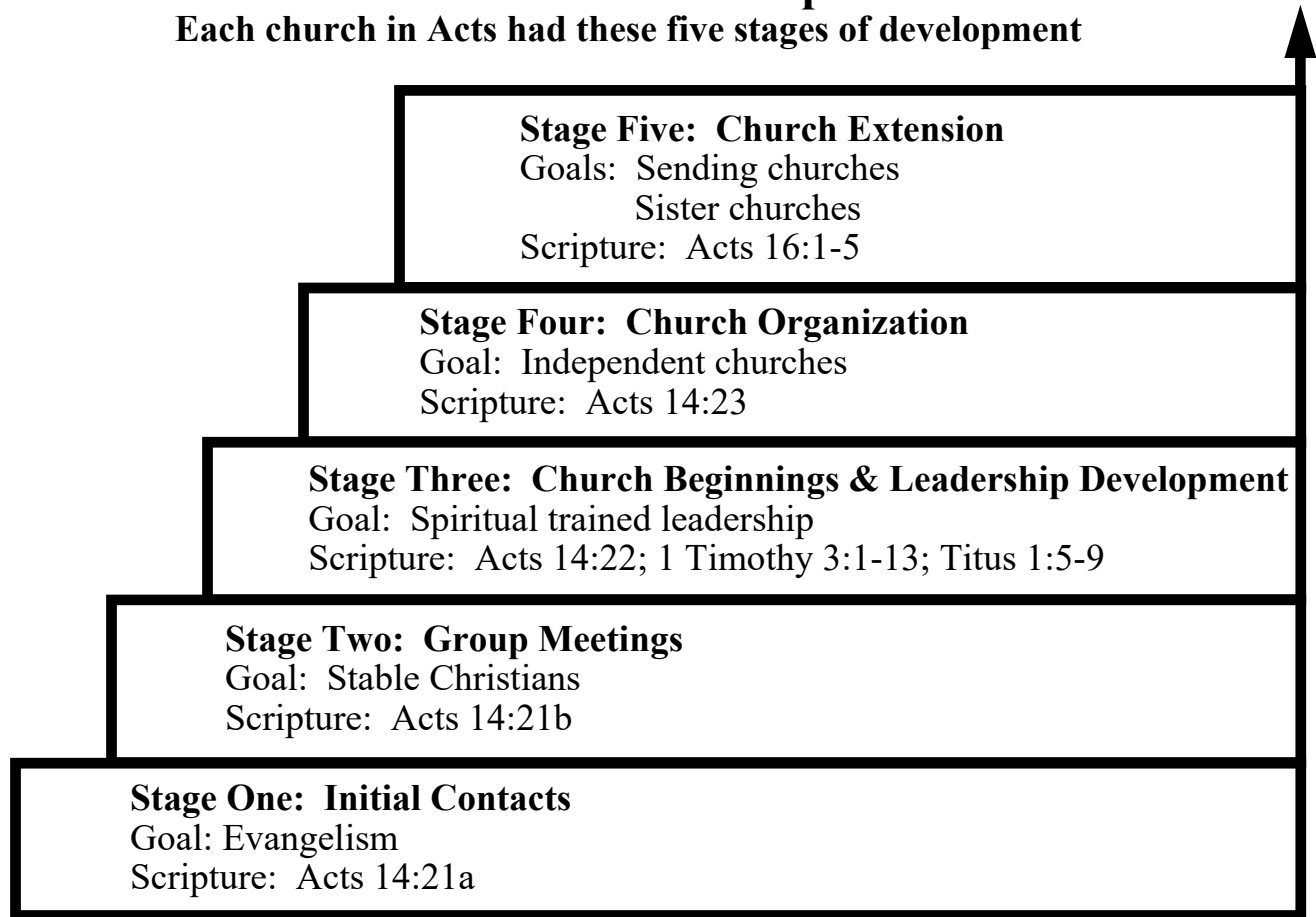 Each church in Acts had these five stages of development
Stage Five: Church Extension
Goals: Sending churches
Sister churches
Scripture: Acts 16:1-5
Stage Four: Church Organization
Goal: Independent churches
Scripture: Acts 14:23
Stage Three: Church Beginnings & Leadership Development
Goal: Spiritual trained leadership
Scripture: Acts 14:22; 1 Timothy 3:1-13; Titus 1:5-9
Stage Two: Group Meetings
Goal: Stable Christians
Scripture: Acts 14:21b
Stage One: Initial Contacts
Goal: Evangelism
Scripture: Acts 14:21a